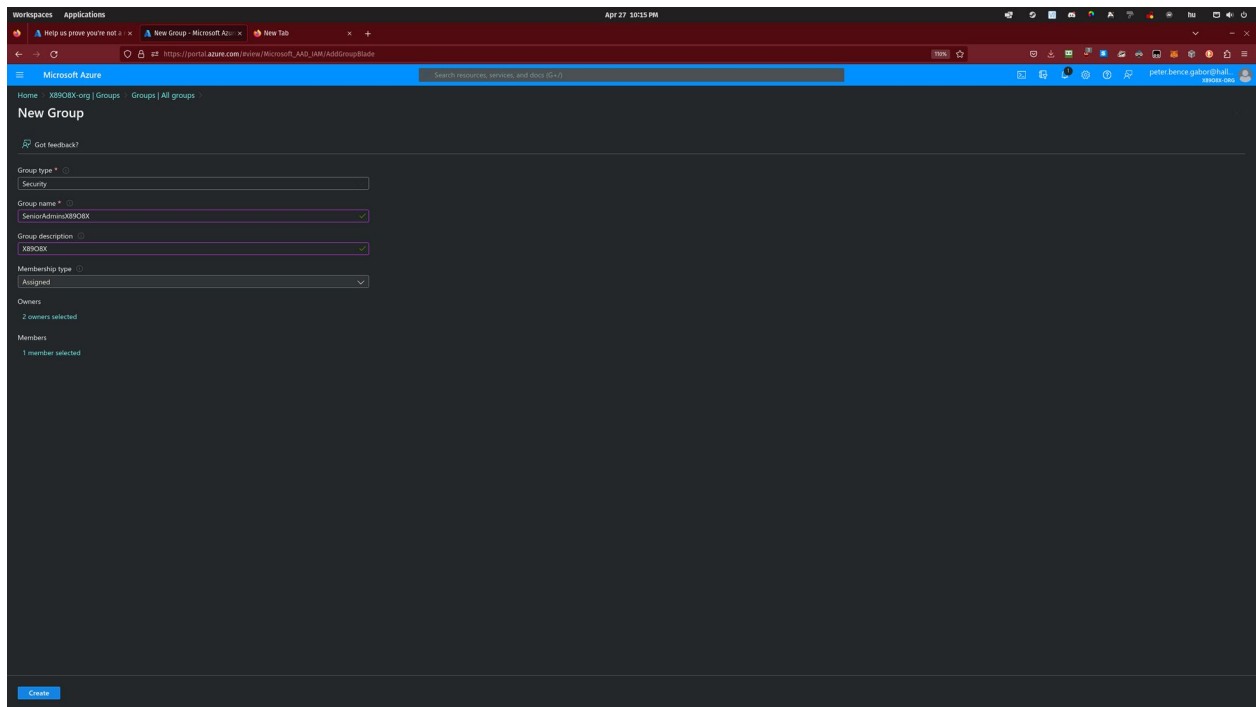 Workspaces Applications Apr 27 10:15 PM hu
Help us prove you're not a r × New Group - Microsoft Azur × New Tab × +
https://portal.azure.com/#view/Microsoft_AAD_IAM/AddGroupBlade 110%
Microsoft Azure Search resources, services, and docs (G+/) 1 peter.bence.gabor@hall...
X89O8X-ORG
Home > X89O8X-org | Groups > Groups | All groups >
New Group
Got feedback?
Group type *
Security
Group name *
SeniorAdminsX89O8X
Group description
X89O8X
Membership type
Assigned
Owners
2 owners selected
Members
1 member selected
Create